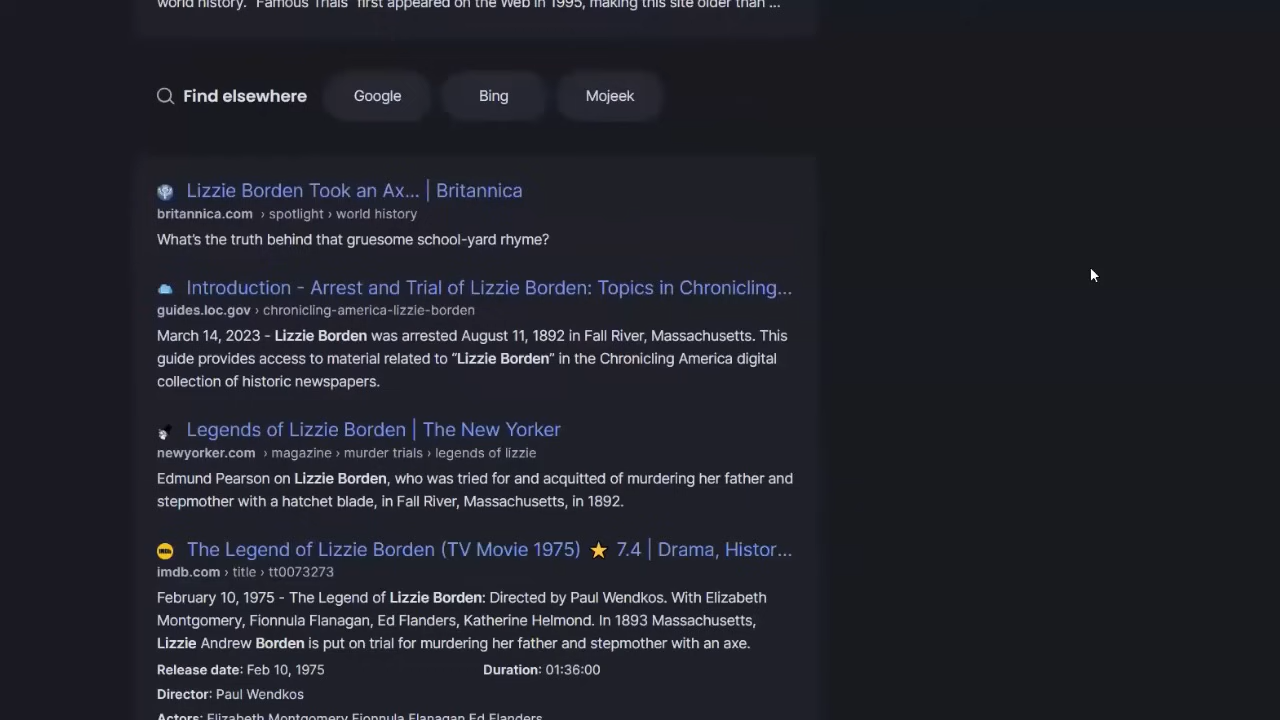 world history. "Famous Trials" first appeared on the Web in 1995, making this site older than ...
Find elsewhere Google Bing Mojeek
Lizzie Borden Took an Ax... | Britannica
britannica.com › spotlight › world history
What's the truth behind that gruesome school-yard rhyme?
Introduction - Arrest and Trial of Lizzie Borden: Topics in Chronicling...
guides.loc.gov › chronicling-america-lizzie-borden
March 14, 2023 - Lizzie Borden was arrested August 11, 1892 in Fall River, Massachusetts. This
guide provides access to material related to “Lizzie Borden” in the Chronicling America digital
collection of historic newspapers.
Legends of Lizzie Borden | The New Yorker
newyorker.com › magazine › murder trials › legends of lizzie
Edmund Pearson on Lizzie Borden, who was tried for and acquitted of murdering her father and
stepmother with a hatchet blade, in Fall River, Massachusetts, in 1892.
The Legend of Lizzie Borden (TV Movie 1975) ⭐ 7.4 | Drama, Histor...
imdb.com › title › tt0073273
February 10, 1975 - The Legend of Lizzie Borden: Directed by Paul Wendkos. With Elizabeth
Montgomery, Fionnula Flanagan, Ed Flanders, Katherine Helmond. In 1893 Massachusetts,
Lizzie Andrew Borden is put on trial for murdering her father and stepmother with an axe.
Release date: Feb 10, 1975 Duration: 01:36:00
Director: Paul Wendkos
Actors: Elizabeth Montgomery Fionnula Flanagan Ed Flanders